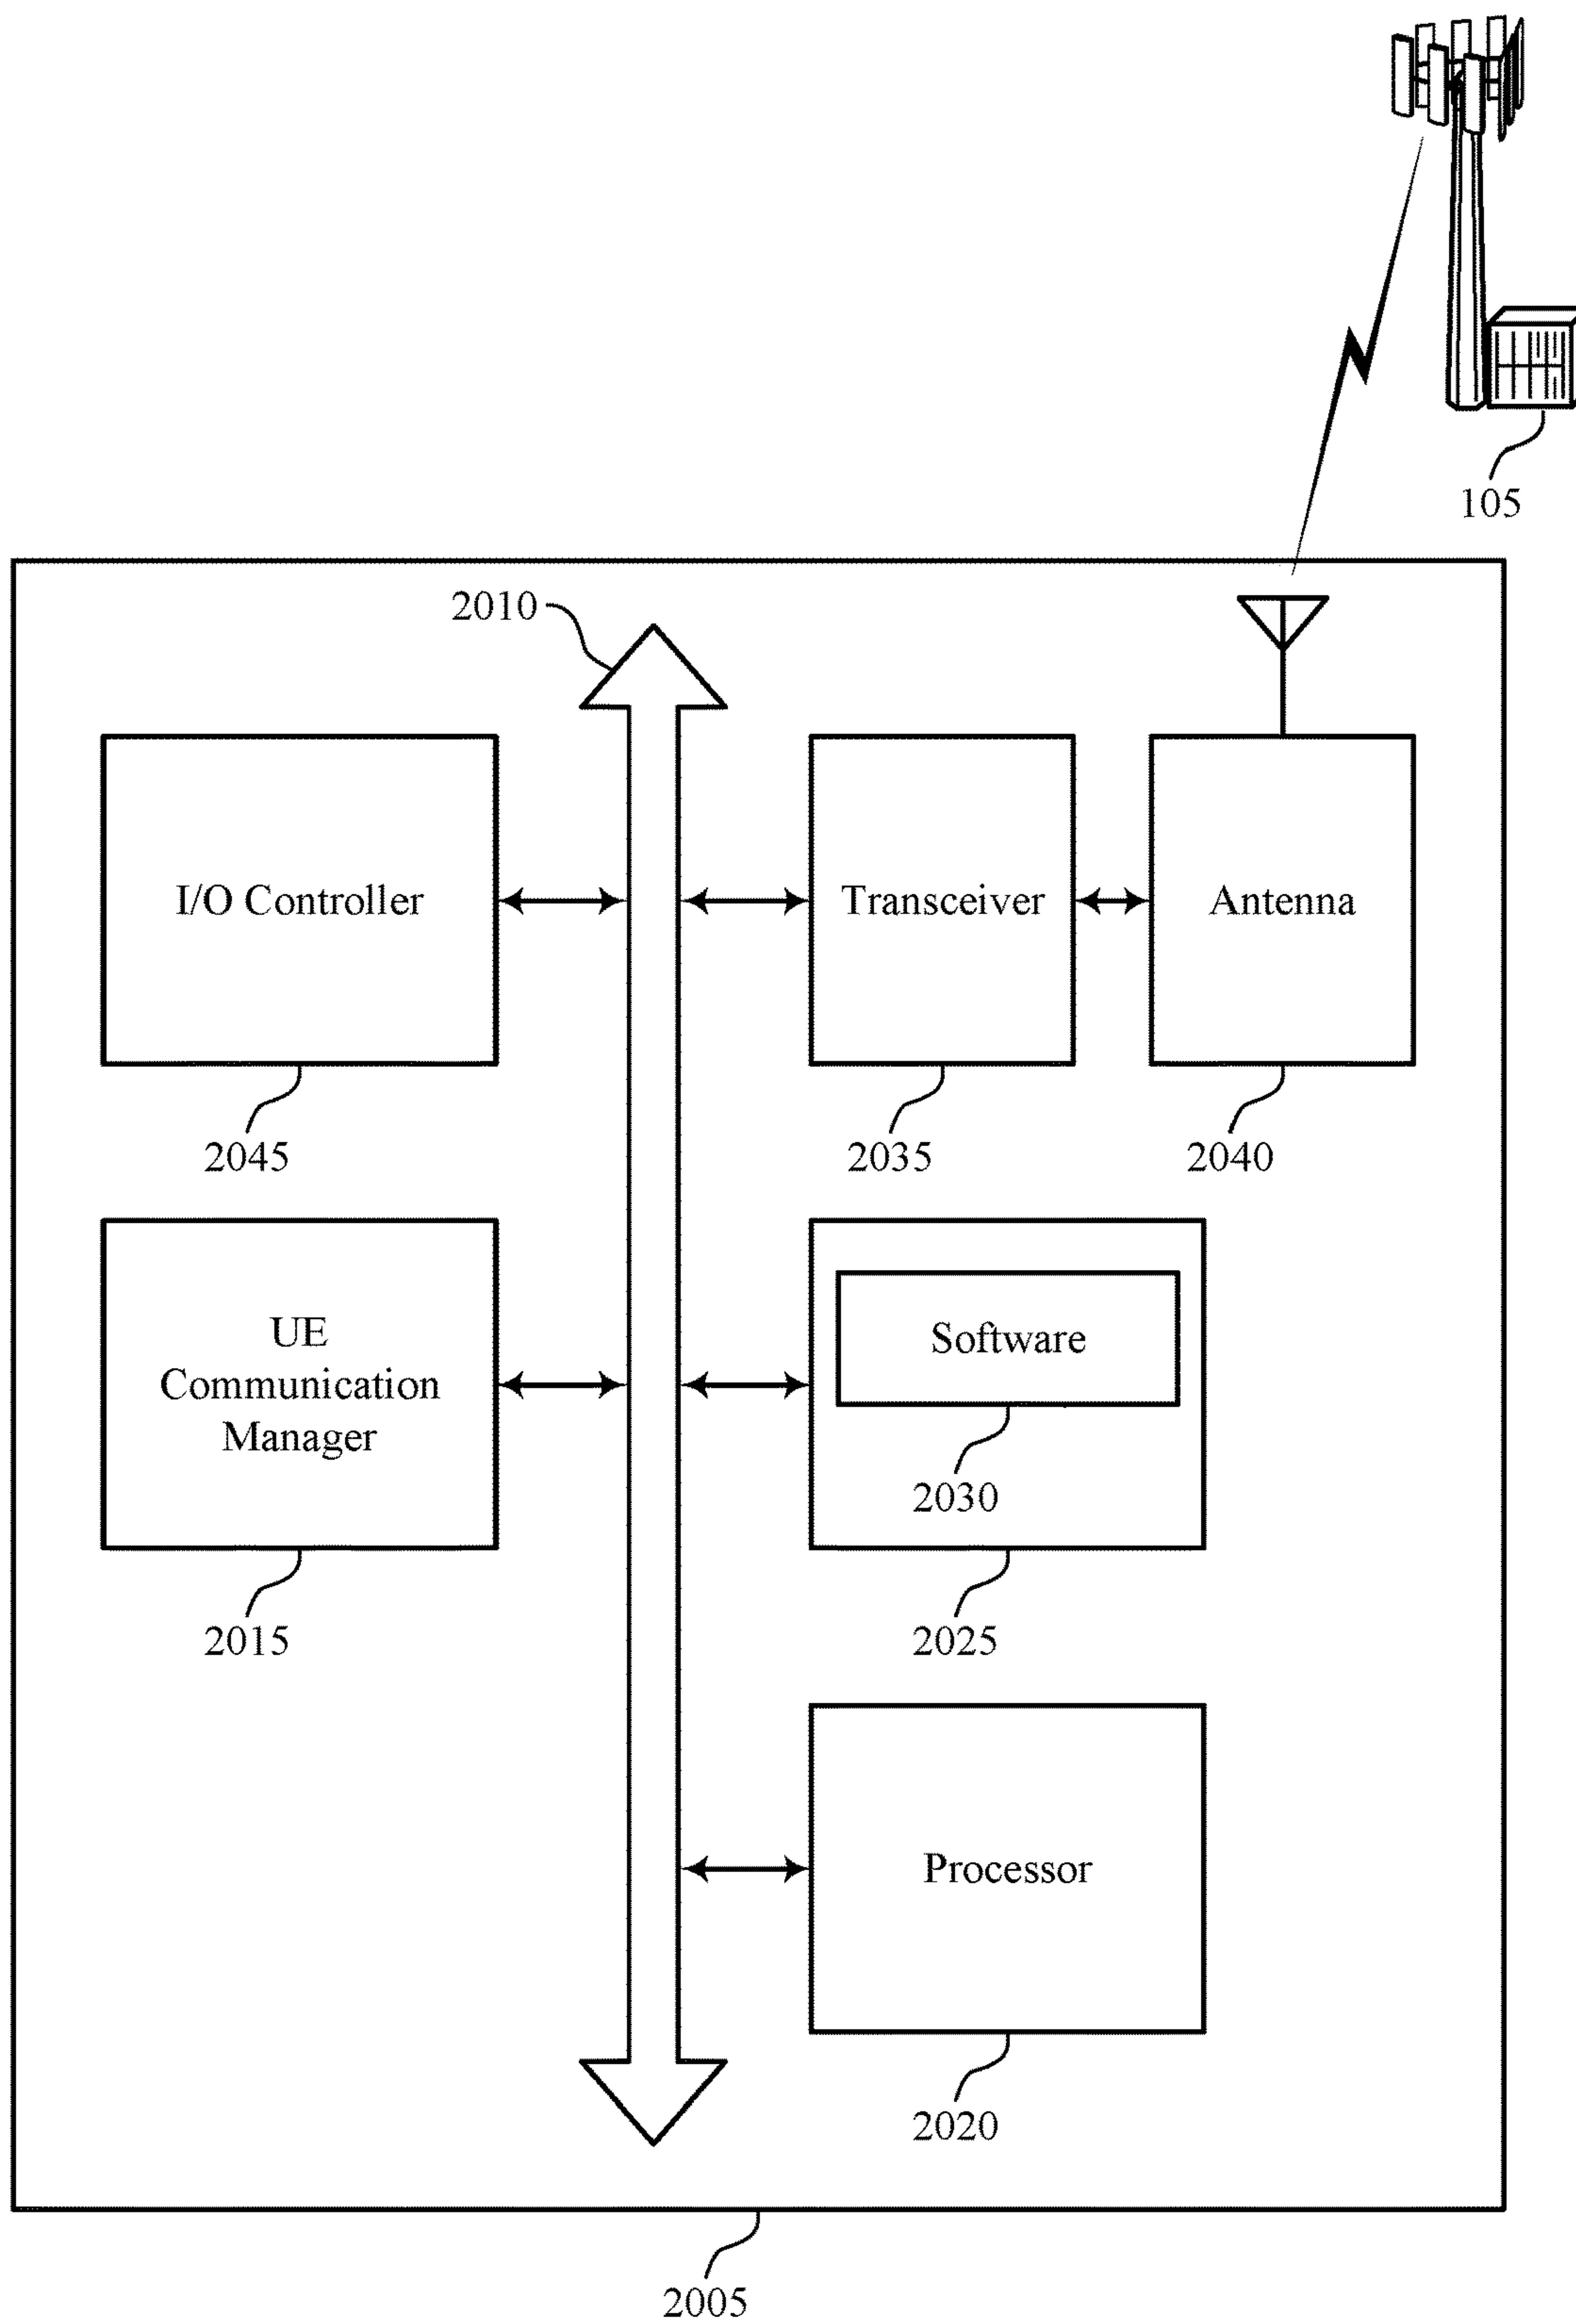 105
2010
I/O Controller
Transceiver
Antenna
2045
2035
2040
UE
Communication
Manager
Software
2030
2015
2025
Processor
2020
2005